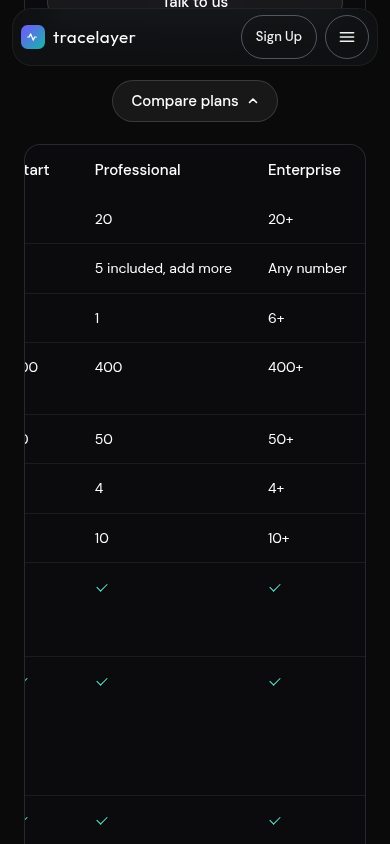 Talk to us
tracelayer
Sign Up
Compare plans
tart Professional Enterprise
20 20+
5 included, add more Any number
1 6+
00 400 400+
50 50+
4 4+
10 10+